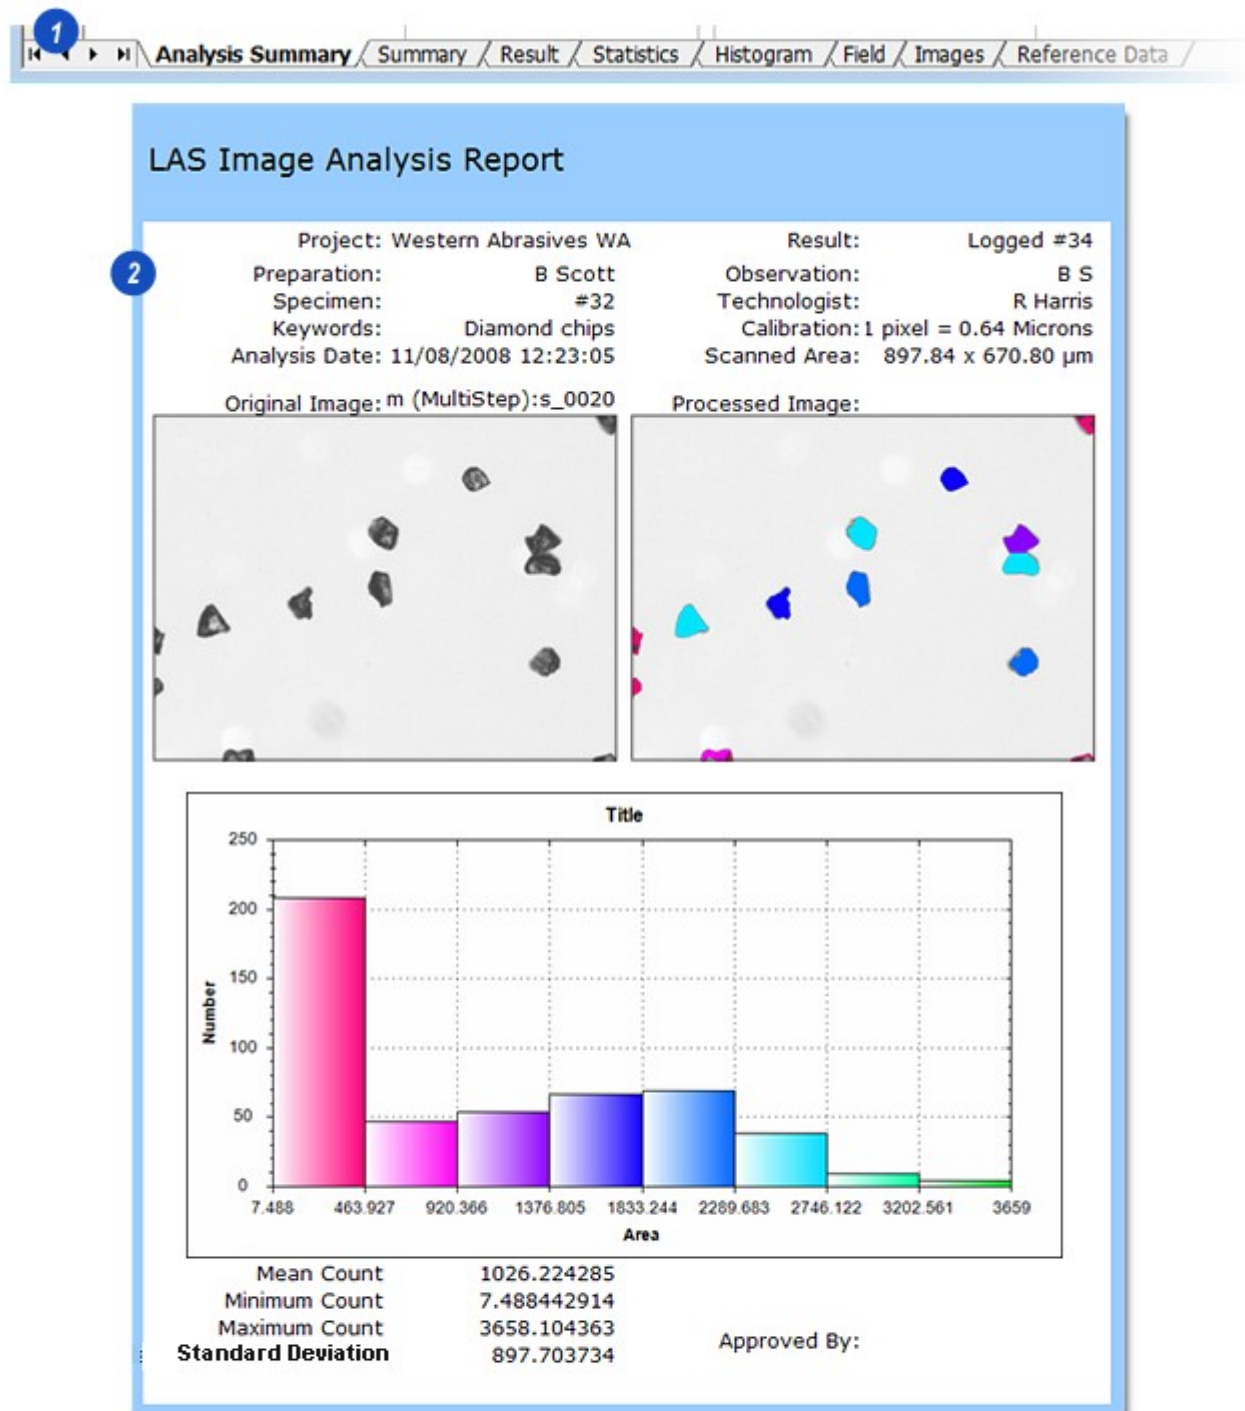 1
Analysis Summary / Summary / Result / Statistics / Histogram / Field / Images / Reference Data
LAS Image Analysis Report
Project: Western Abrasives WA Result: Logged #34
2
Preparation: B Scott Observation: B S
Specimen: #32 Technologist: R Harris
Keywords: Diamond chips Calibration: 1 pixel = 0.64 Microns
Analysis Date: 11/08/2008 12:23:05 Scanned Area: 897.84 x 670.80 µm
Original Image: m (MultiStep):s_0020 Processed Image:
Title
250
200
150
100
50
0
Number
7.488 463.927 920.366 1376.805 1833.244 2289.683 2746.122 3202.561 3659
Area
Mean Count 1026.224285
Minimum Count 7.488442914
Maximum Count 3658.104363
Standard Deviation 897.703734
Approved By: